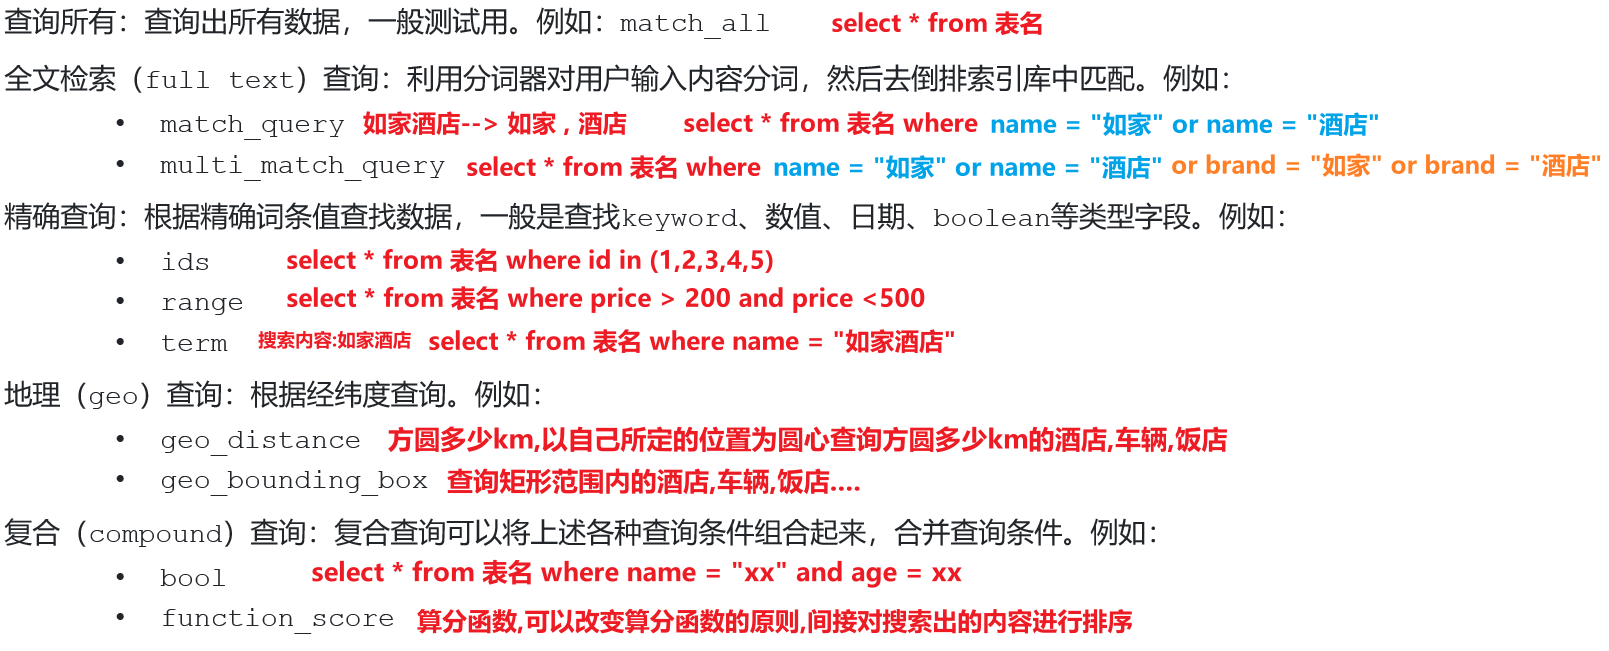 查询所有：查询出所有数据，一般测试用。例如：match_all select * from 表名
全文检索（full text）查询：利用分词器对用户输入内容分词，然后去倒排索引库中匹配。例如：
• match_query 如家酒店--> 如家 , 酒店 select * from 表名 where name = "如家" or name = "酒店"
• multi_match_query select * from 表名 where name = "如家" or name = "酒店" or brand = "如家" or brand = "酒店"
精确查询：根据精确词条值查找数据，一般是查找keyword、数值、日期、boolean等类型字段。例如：
• ids select * from 表名 where id in (1,2,3,4,5)
• range select * from 表名 where price > 200 and price <500
• term 搜索内容:如家酒店 select * from 表名 where name = "如家酒店"
地理（geo）查询：根据经纬度查询。例如：
• geo_distance 方圆多少km,以自己所定的位置为圆心查询方圆多少km的酒店,车辆,饭店
• geo_bounding_box 查询矩形范围内的酒店,车辆,饭店....
复合（compound）查询：复合查询可以将上述各种查询条件组合起来，合并查询条件。例如：
• bool select * from 表名 where name = "xx" and age = xx
• function_score 算分函数,可以改变算分函数的原则,间接对搜索出的内容进行排序